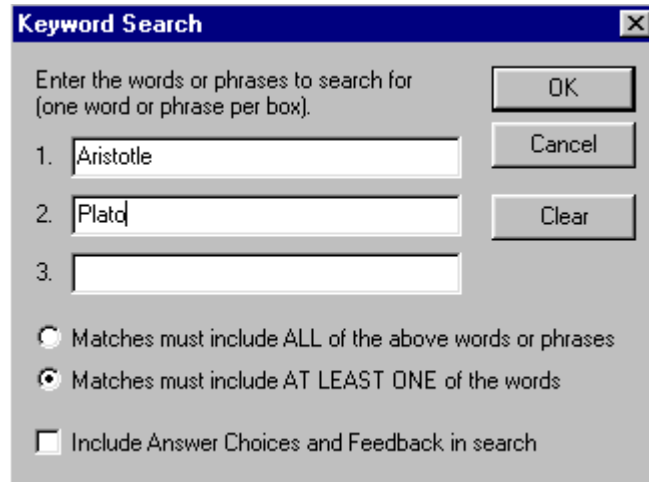 Keyword Search
Enter the words or phrases to search for
(one word or phrase per box).
OK
1. Aristotle
Cancel
2. Plato
Clear
3.
Matches must include ALL of the above words or phrases
Matches must include AT LEAST ONE of the words
Include Answer Choices and Feedback in search